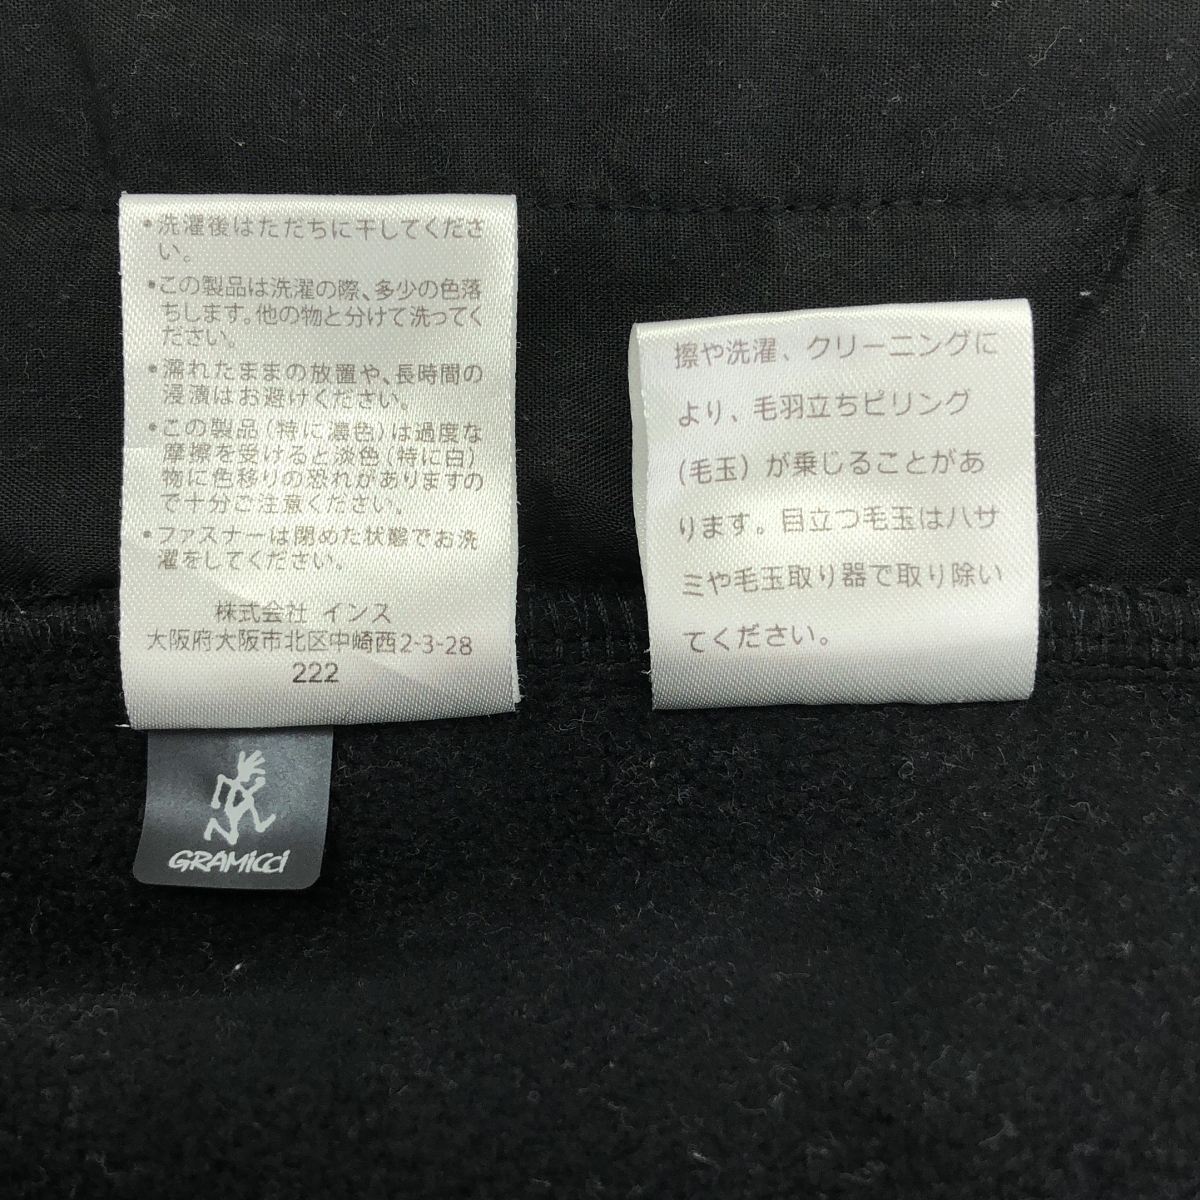 •洗濯後はただちに干してくださ
い。
•この製品は洗濯の際、多少の色落
ちします。他の物と分けて洗ってく
ださい。
•濡れたままの放置や、長時間の
浸漬はお避けください。
•この製品(特に濃色)は過度な
摩擦を受けると淡色(特に白)
物に色移りの恐れがありますの
で十分ご注意ください。
•ファスナーは閉めた状態でお洗
濯をしてください。
株式会社 インス
大阪府大阪市北区中崎西2-3-28
222
GRAMiCCi
擦や洗濯、クリーニングに
より、毛羽立ちピリング
(毛玉)が乗じることがあ
ります。目立つ毛玉はハサ
ミや毛玉取り器で取り除い
てください。